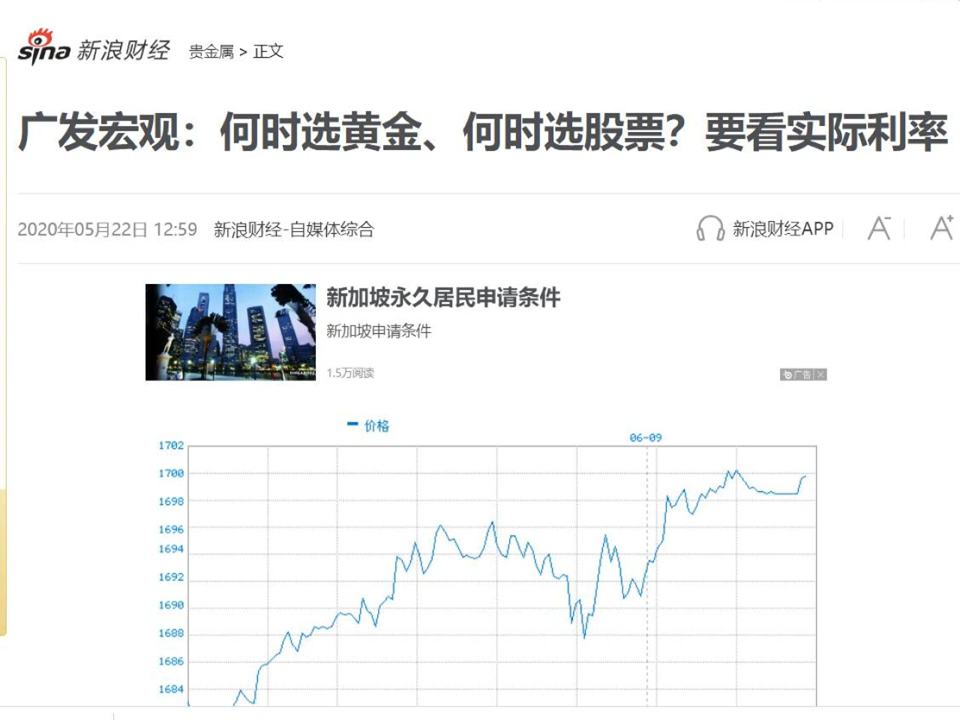 sina 新浪财经 贵金属 > 正文
广发宏观：何时选黄金、何时选股票？要看实际利率
2020年05月22日 12:59 新浪财经-自媒体综合 新浪财经APP A- A+
新加坡永久居民申请条件
新加坡申请条件
1.5万阅读
广告 ×
价格
06-09
1702
1700
1698
1696
1694
1692
1690
1688
1686
1684